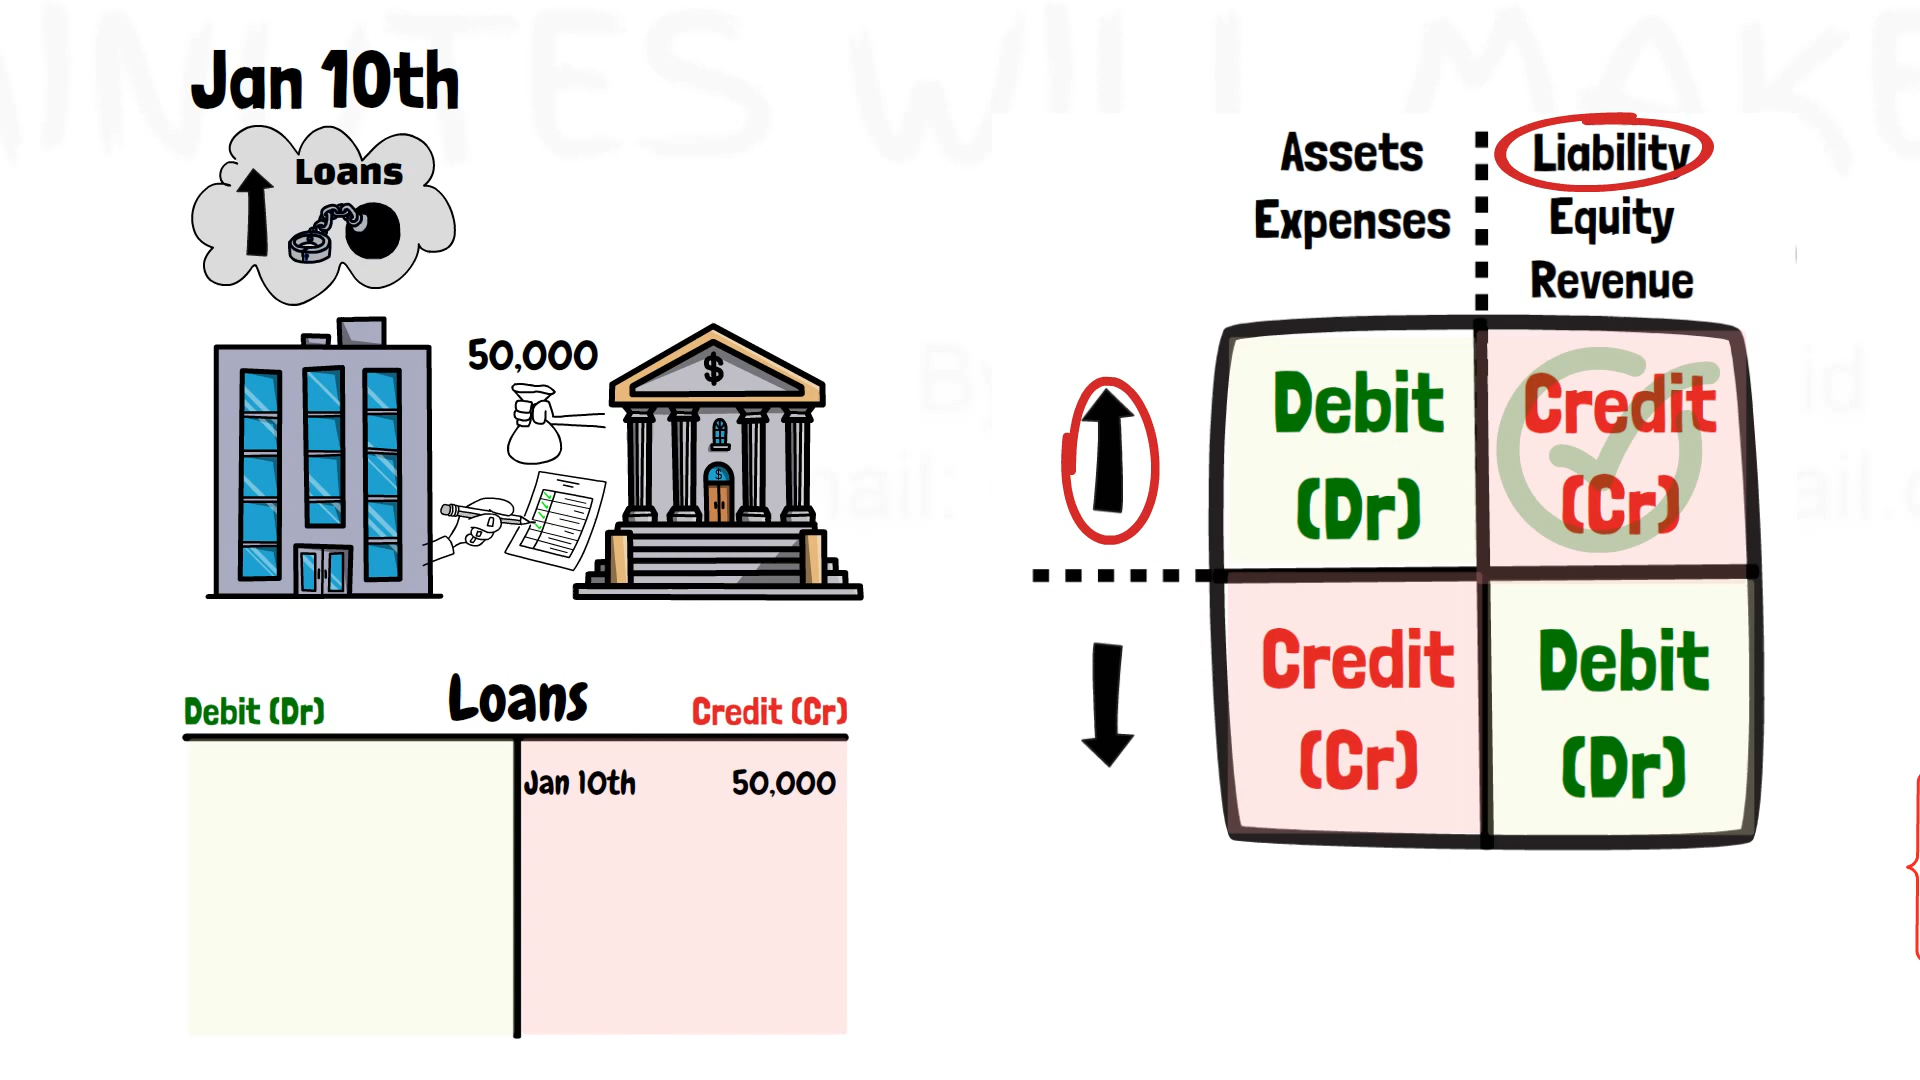 Jan 10th
Loans
50,000
$
$
Debit (Dr)
Loans
Credit (Cr)
Jan 10th
50,000
Assets
Liability
Expenses
Equity
Revenue
Debit
(Dr)
Credit
(Cr)
Credit
(Cr)
Debit
(Dr)